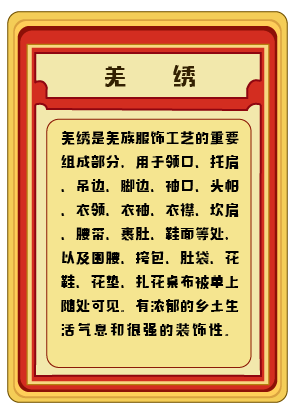 羌 绣
羌绣是羌族服饰工艺的重要
组成部分、用于领口、托肩
、吊边、脚边、袖口、头帕
、衣领、衣袖、衣襟、坎肩
、腰带、裹肚、鞋面等处、
以及围腰、挎包、肚袋、花
鞋、花垫、扎花桌布被单上
随处可见。有浓郁的乡土生
活气息和很强的装饰性。